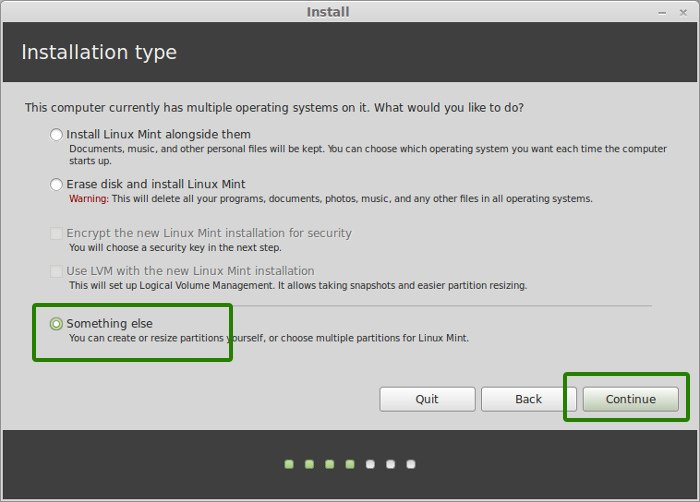 Install
Installation type
This computer currently has multiple operating systems on it. What would you like to do?
Install Linux Mint alongside them
Documents, music, and other personal files will be kept. You can choose which operating system you want each time the computer
starts up.
Erase disk and install Linux Mint
Warning: This will delete all your programs, documents, photos, music, and any other files in all operating systems.
Encrypt the new Linux Mint installation for security
You will choose a security key in the next step.
Use LVM with the new Linux Mint installation
This will set up Logical Volume Management. It allows taking snapshots and easier partition resizing.
Something else
You can create or resize partitions yourself, or choose multiple partitions for Linux Mint.
Quit Back Continue